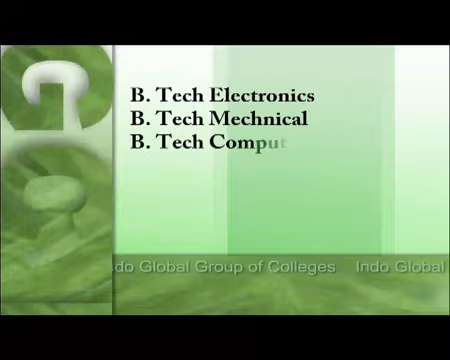 B. Tech Electronics
B. Tech Mechnical
B. Tech Comput
ndo Global Group of Colleges Indo Global